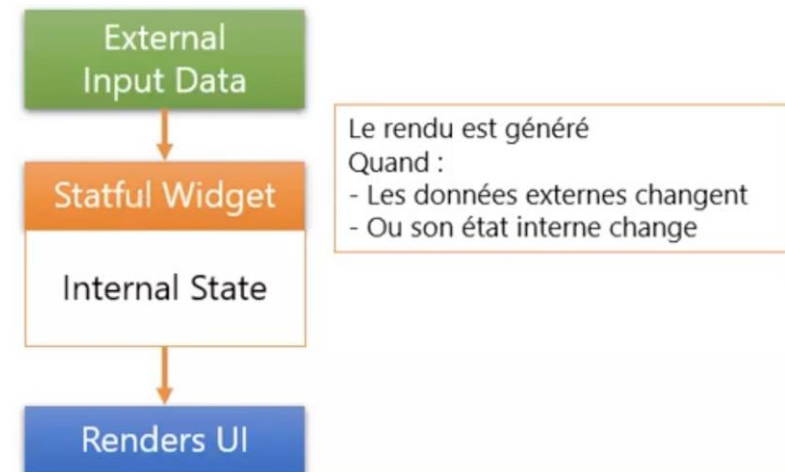 External
Input Data
Statful Widget
Internal State
Renders UI
Le rendu est généré
Quand :
- Les données externes changent
- Ou son état interne change